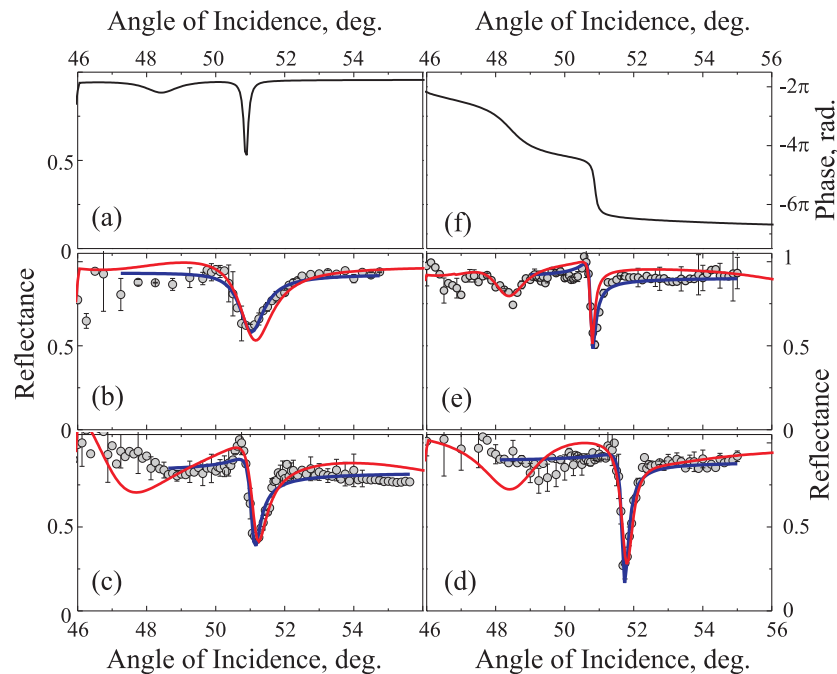 Angle of Incidence, deg. Angle of Incidence, deg.
46 48 50 52 54 46 48 50 52 54 56
0.5
0
(a)
-2π
-4π
-6π
Phase, rad.
(f)
Reflectance
0.5
0
(b)
1
0.5
0
(e)
0.5
0
(c)
0.5
0
(d)
Reflectance
46 48 50 52 54 46 48 50 52 54 56
Angle of Incidence, deg. Angle of Incidence, deg.